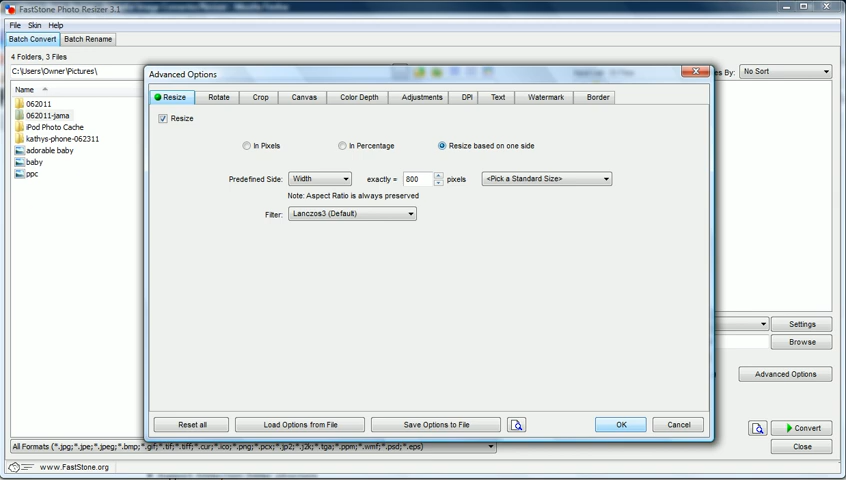 FastStone Photo Resizer 3.1
File Skin Help
Batch Convert Batch Rename
4 Folders, 3 Files
C:\Users\Owner\Pictures\
By: No Sort
Name
062011
062011-jama
iPod Photo Cache
kathys-phone-062311
adorable baby
baby
ppc
Advanced Options
Resize Rotate Crop Canvas Color Depth Adjustments DPI Text Watermark Border
Resize
In Pixels In Percentage Resize based on one side
Predefined Side: Width exactly = 800 pixels <Pick a Standard Size>
Note: Aspect Ratio is always preserved
Filter: Lanczos3 (Default)
Settings
Browse
Advanced Options
Reset all Load Options from File Save Options to File OK Cancel
Convert
All Formats (*.jpg;*.jpe;*.jpeg;*.bmp;*.gif;*.tif;*.tiff;*.cur;*.ico;*.png;*.pcx;*.jp2;*.j2k;*.tga;*.ppm;*.wmf;*.psd;*.eps)
Close
www.FastStone.org